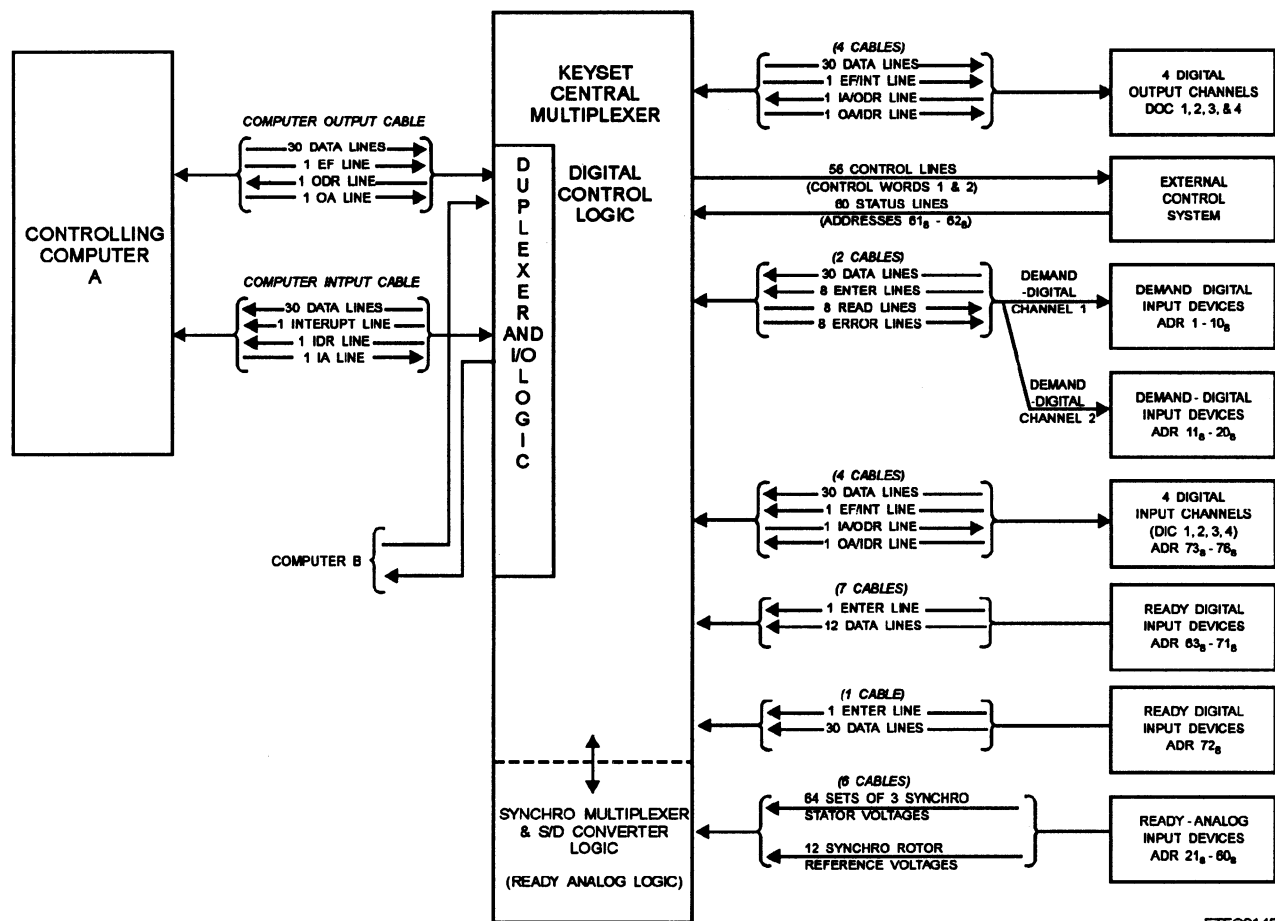 CONTROLLING
COMPUTER
A
COMPUTER OUTPUT CABLE
30 DATA LINES
1 EF LINE
1 ODR LINE
1 OA LINE
COMPUTER INTPUT CABLE
30 DATA LINES
1 INTERUPT LINE
1 IDR LINE
1 IA LINE
COMPUTER B
KEYSET
CENTRAL
MULTIPLEXER
DIGITAL
CONTROL
LOGIC
DUPLEXER AND I/O LOGIC
SYNCHRO MULTIPLEXER
& S/D CONVERTER
LOGIC
(READY ANALOG LOGIC)
(4 CABLES)
30 DATA LINES
1 EF/INT LINE
1 IA/ODR LINE
1 OA/IDR LINE
4 DIGITAL
OUTPUT CHANNELS
DOC 1, 2, 3, & 4
56 CONTROL LINES
(CONTROL WORDS 1 & 2)
60 STATUS LINES
(ADDRESSES 61₈ - 62₈)
EXTERNAL
CONTROL
SYSTEM
(2 CABLES)
30 DATA LINES
8 ENTER LINES
8 READ LINES
8 ERROR LINES
DEMAND
-DIGITAL
CHANNEL 1
DEMAND DIGITAL
INPUT DEVICES
ADR 1 - 10₈
DEMAND
-DIGITAL
CHANNEL 2
DEMAND - DIGITAL
INPUT DEVICES
ADR 11₈ - 20₈
(4 CABLES)
30 DATA LINES
1 EF/INT LINE
1 IA/ODR LINE
1 OA/IDR LINE
4 DIGITAL
INPUT CHANNELS
(DIC 1, 2, 3, 4)
ADR 73₈ - 76₈
(7 CABLES)
1 ENTER LINE
12 DATA LINES
READY DIGITAL
INPUT DEVICES
ADR 63₈ - 71₈
(1 CABLE)
1 ENTER LINE
30 DATA LINES
READY DIGITAL
INPUT DEVICES
ADR 72₈
(6 CABLES)
64 SETS OF 3 SYNCHRO
STATOR VOLTAGES
12 SYNCHRO ROTOR
REFERENCE VOLTAGES
READY - ANALOG
INPUT DEVICES
ADR 21₈ - 60₈